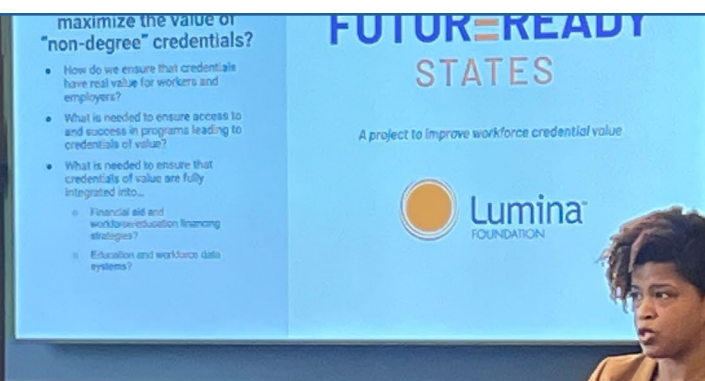 maximize the value of
"non-degree" credentials?
• How do we ensure that credentials
have real value for workers and
employers?
• What is needed to ensure access to
and success in programs leading to
credentials of value?
• What is needed to ensure that
credentials of value are fully
integrated into...
Financial aid and
workforce/education financing
strategies?
Education and workforce data
systems?
FUTURE READY
STATES
A project to improve workforce credential value
Lumina
FOUNDATION